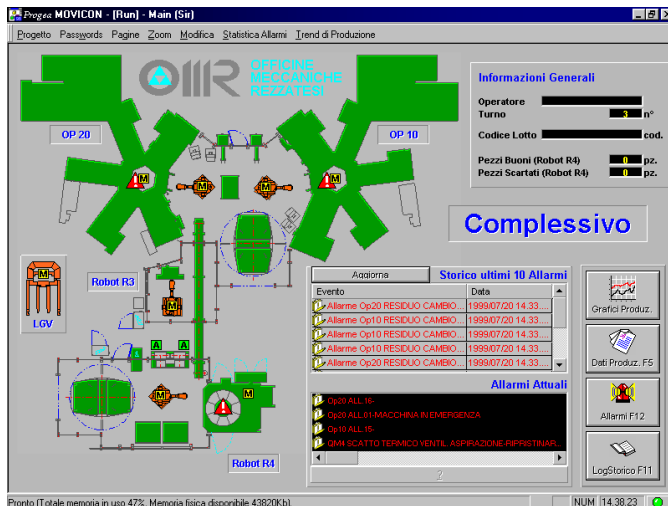 Progea MOVICON - [Run] - Main (Sir)
Progetto Passwords Pagine Zoom Modifica Statistica Allarmi Trend di Produzione
OMR OFFICINE
MECCANICHE
REZZATESI
OP 20
OP 10
M
M
M
M
Informazioni Generali
Operatore
Turno 3 n°
Codice Lotto cod.
Pezzi Buoni (Robot R4) 0 pz.
Pezzi Scartati (Robot R4) 0 pz.
Complessivo
M
LGV
Robot R3
M
A A
M
M
Robot R4
Aggiorna Storico ultimi 10 Allarmi
Evento Data
Allarme Op20 RESIDUO CAMBIO... 1999/07/20 14.33....
Allarme Op10 RESIDUO CAMBIO... 1999/07/20 14.33....
Allarme Op20 RESIDUO CAMBIO... 1999/07/20 14.33....
Allarme Op10 RESIDUO CAMBIO... 1999/07/20 14.33....
Allarme Op20 RESIDUO CAMBIO... 1999/07/20 14.33....
Allarmi Attuali
Op20 ALL 16-
Op20 ALL 01-MACCHINA IN EMERGENZA
Op10 ALL 15-
QM4 SCATTO TERMICO VENTIL. ASPIRAZIONE-RIPRISTINAR...
?
Grafici Produz.
Dati Produz. F5
Allarmi F12
LogStorico F11
Pronto (Totale memoria in uso 47%, Memoria fisica disponibile 43820Kb) NUM 14.38.23